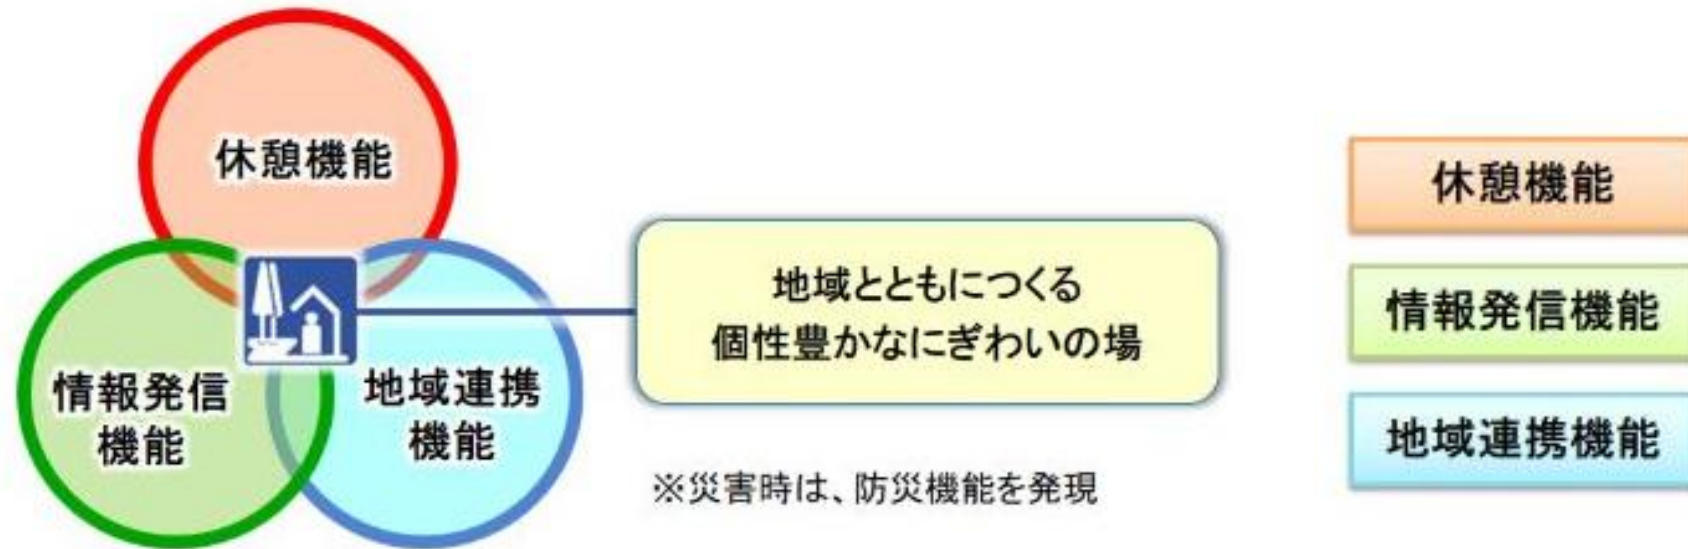 休憩機能
情報発信
機能
地域連携
機能
地域とともにつくる
個性豊かなにぎわいの場
※災害時は、防災機能を発現
休憩機能
情報発信機能
地域連携機能